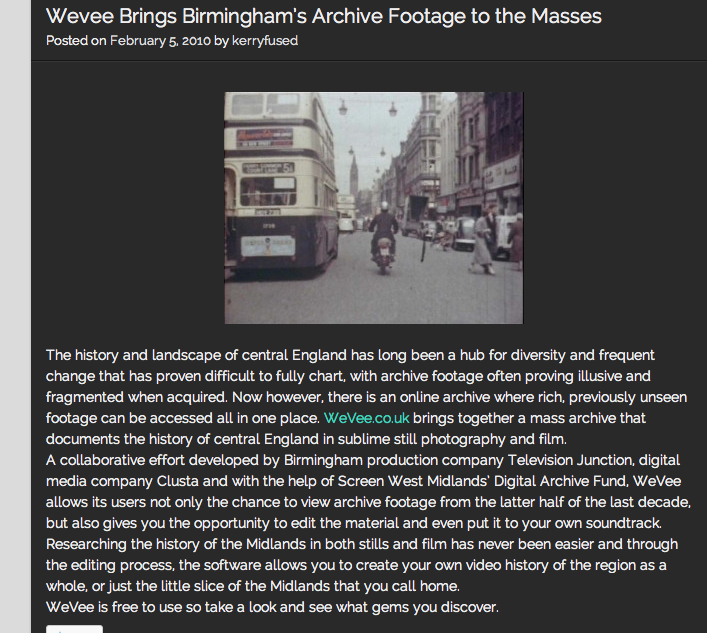 Wevee Brings Birmingham's Archive Footage to the Masses
Posted on February 5, 2010 by kerryfused
The history and landscape of central England has long been a hub for diversity and frequent
change that has proven difficult to fully chart, with archive footage often proving illusive and
fragmented when acquired. Now however, there is an online archive where rich, previously unseen
footage can be accessed all in one place. WeVee.co.uk brings together a mass archive that
documents the history of central England in sublime still photography and film.
A collaborative effort developed by Birmingham production company Television Junction, digital
media company Clusta and with the help of Screen West Midlands' Digital Archive Fund, WeVee
allows its users not only the chance to view archive footage from the latter half of the last decade,
but also gives you the opportunity to edit the material and even put it to your own soundtrack.
Researching the history of the Midlands in both stills and film has never been easier and through
the editing process, the software allows you to create your own video history of the region as a
whole, or just the little slice of the Midlands that you call home.
WeVee is free to use so take a look and see what gems you discover.